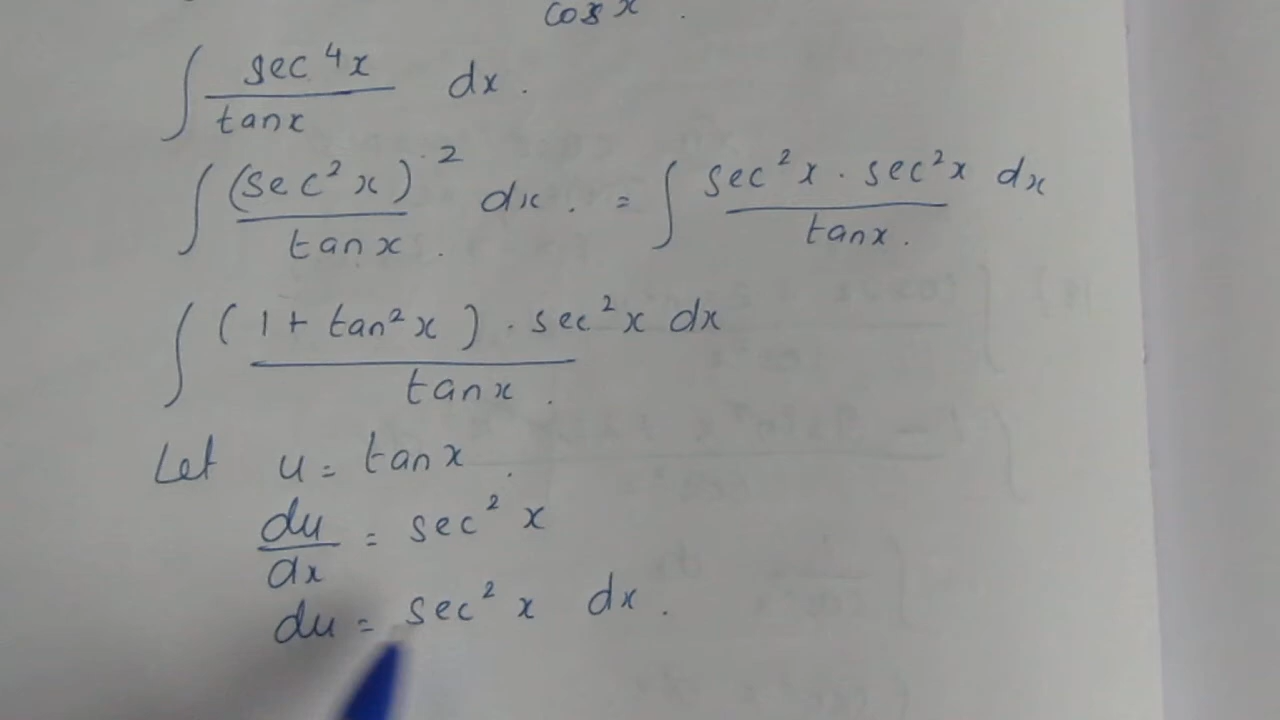 cos x .
∫ sec⁴x / tanx dx .
∫ (sec²x)² / tanx . dx . = ∫ sec²x . sec²x dx / tanx .
∫ (1 + tan²x) . sec²x dx / tanx .
Let u = tanx .
du/dx = sec²x
du = sec²x dx .